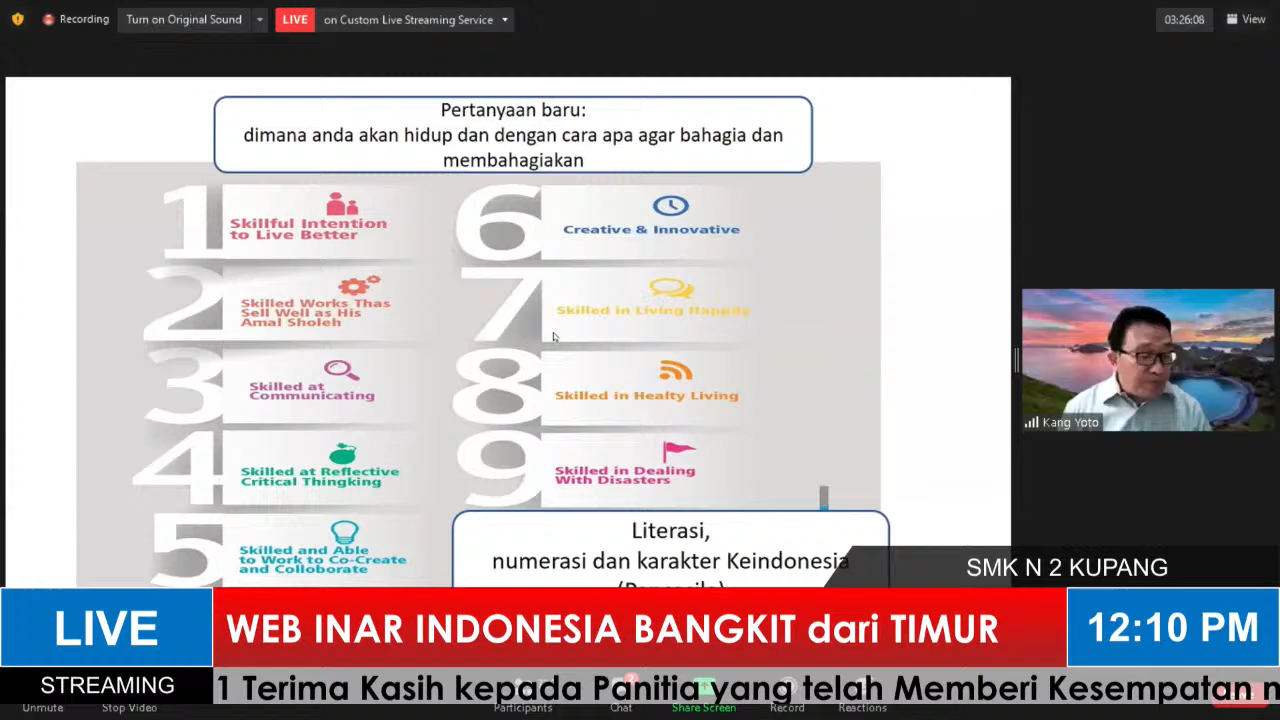 Recording
Turn on Original Sound
LIVE
on Custom Live Streaming Service
03:26:08
View
Pertanyaan baru:
dimana anda akan hidup dan dengan cara apa agar bahagia dan
membahagiakan
1
Skillful Intention
to Live Better
2
Skilled Works Thas
Sell Well as His
Amal Sholeh
3
Skilled at
Communicating
4
Skilled at Reflective
Critical Thingking
5
Skilled and Able
to Work to Co-Create
and Colloborate
6
Creative & Innovative
7
Skilled in Living Happily
8
Skilled in Healty Living
9
Skilled in Dealing
With Disasters
Literasi,
numerasi dan karakter Keindonesia
Kang Yoto
SMK N 2 KUPANG
LIVE
WEB INAR INDONESIA BANGKIT dari TIMUR
12:10 PM
STREAMING
1 Terima Kasih kepada Panitia yang telah Memberi Kesempatan
Unmute
Stop Video
Participants
Chat
Share Screen
Record
Reactions